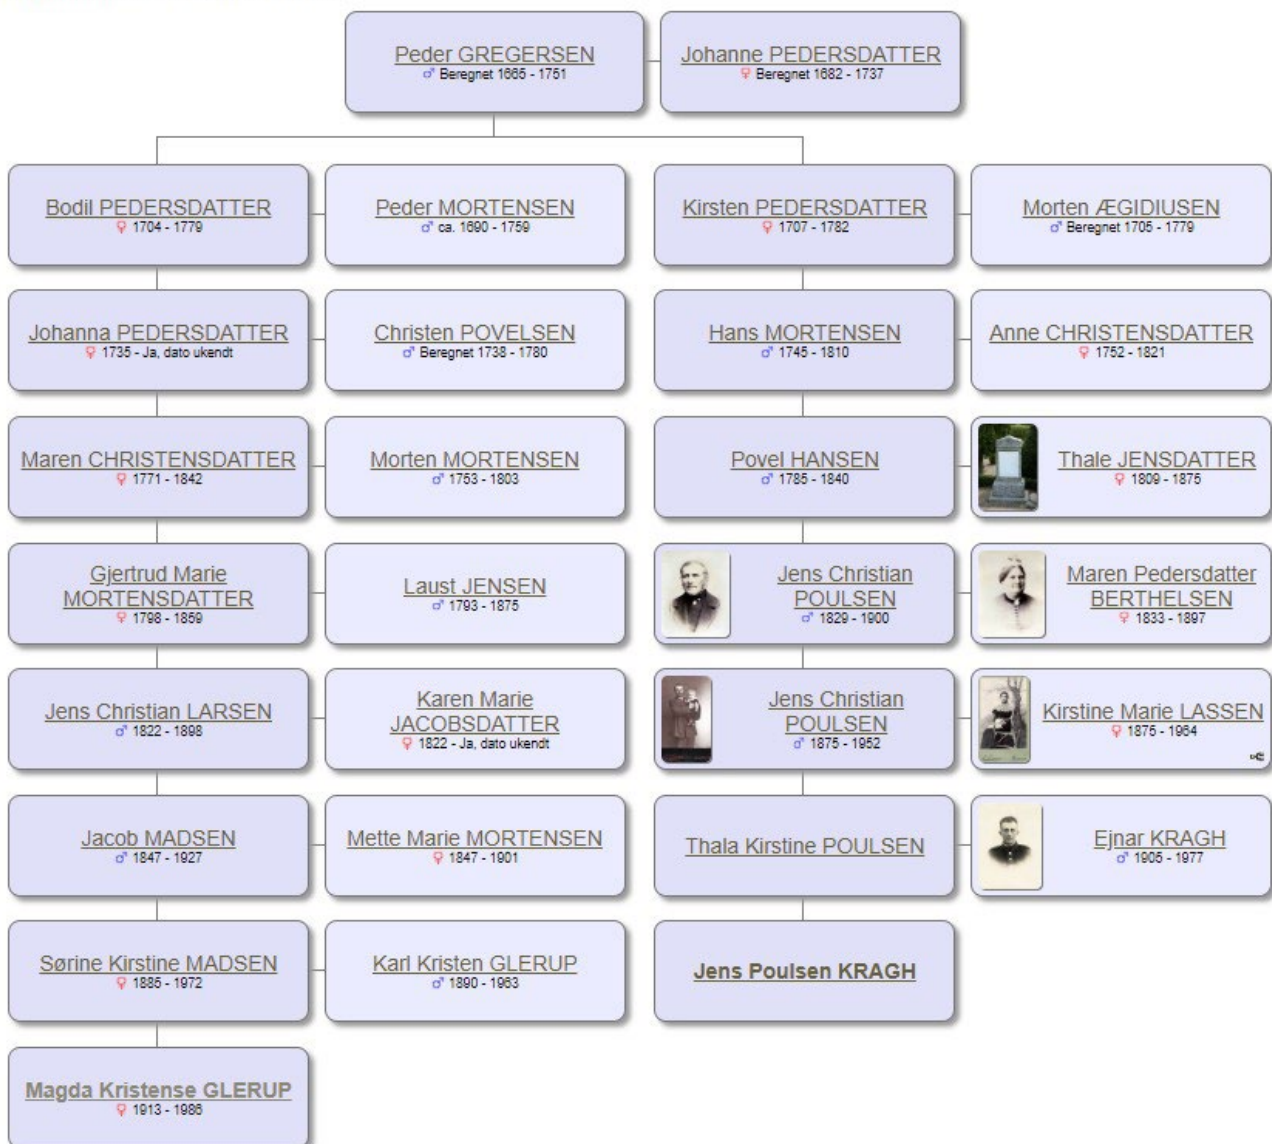 Peder GREGERSEN
♂ Beregnet 1665 - 1751
Johanne PEDERSDATTER
♀ Beregnet 1682 - 1737
Bodil PEDERSDATTER
♀ 1704 - 1779
Peder MORTENSEN
♂ ca. 1690 - 1759
Kirsten PEDERSDATTER
♀ 1707 - 1782
Morten ÆGIDIUSEN
♂ Beregnet 1705 - 1779
Johanna PEDERSDATTER
♀ 1735 - Ja, dato ukendt
Christen POVELSEN
♂ Beregnet 1738 - 1780
Hans MORTENSEN
♂ 1745 - 1810
Anne CHRISTENSDATTER
♀ 1752 - 1821
Maren CHRISTENSDATTER
♀ 1771 - 1842
Morten MORTENSEN
♂ 1753 - 1803
Povel HANSEN
♂ 1785 - 1840
Thale JENSDATTER
♀ 1809 - 1875
Gjertrud Marie
MORTENSDATTER
♀ 1798 - 1859
Laust JENSEN
♂ 1793 - 1875
Jens Christian
POULSEN
♂ 1829 - 1900
Maren Pedersdatter
BERTHELSEN
♀ 1833 - 1897
Jens Christian LARSEN
♂ 1822 - 1898
Karen Marie
JACOBSDATTER
♀ 1822 - Ja, dato ukendt
Jens Christian
POULSEN
♂ 1875 - 1952
Kirstine Marie LASSEN
♀ 1875 - 1964
Jacob MADSEN
♂ 1847 - 1927
Mette Marie MORTENSEN
♀ 1847 - 1901
Thala Kirstine POULSEN
Ejnar KRAGH
♂ 1905 - 1977
Sørine Kirstine MADSEN
♀ 1885 - 1972
Karl Kristen GLERUP
♂ 1890 - 1963
Jens Poulsen KRAGH
Magda Kristense GLERUP
♀ 1913 - 1986